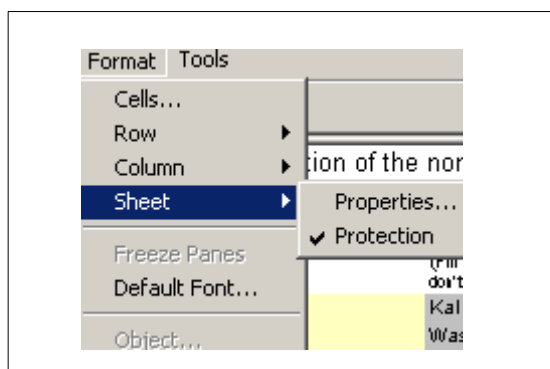 Format Tools
Cells...
Row
Column
tion of the nor
Sheet
Properties...
Protection
Freeze Panes
don't
Default Font...
Kal
Was
Object...